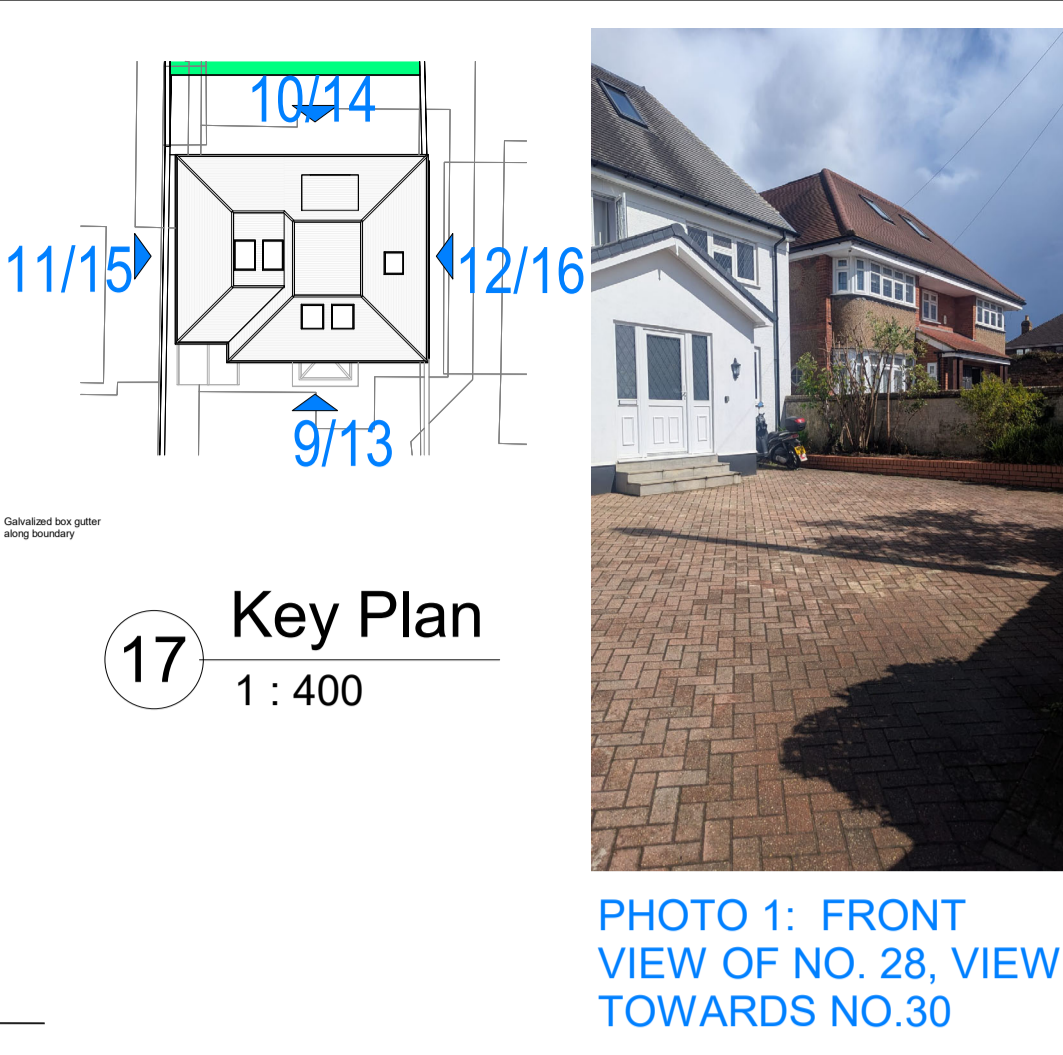 10/14
11/15
12/16
9/13
Galvalized box gutter
along boundary
17
Key Plan
1 : 400
PHOTO 1: FRONT
VIEW OF NO. 28, VIEW
TOWARDS NO.30